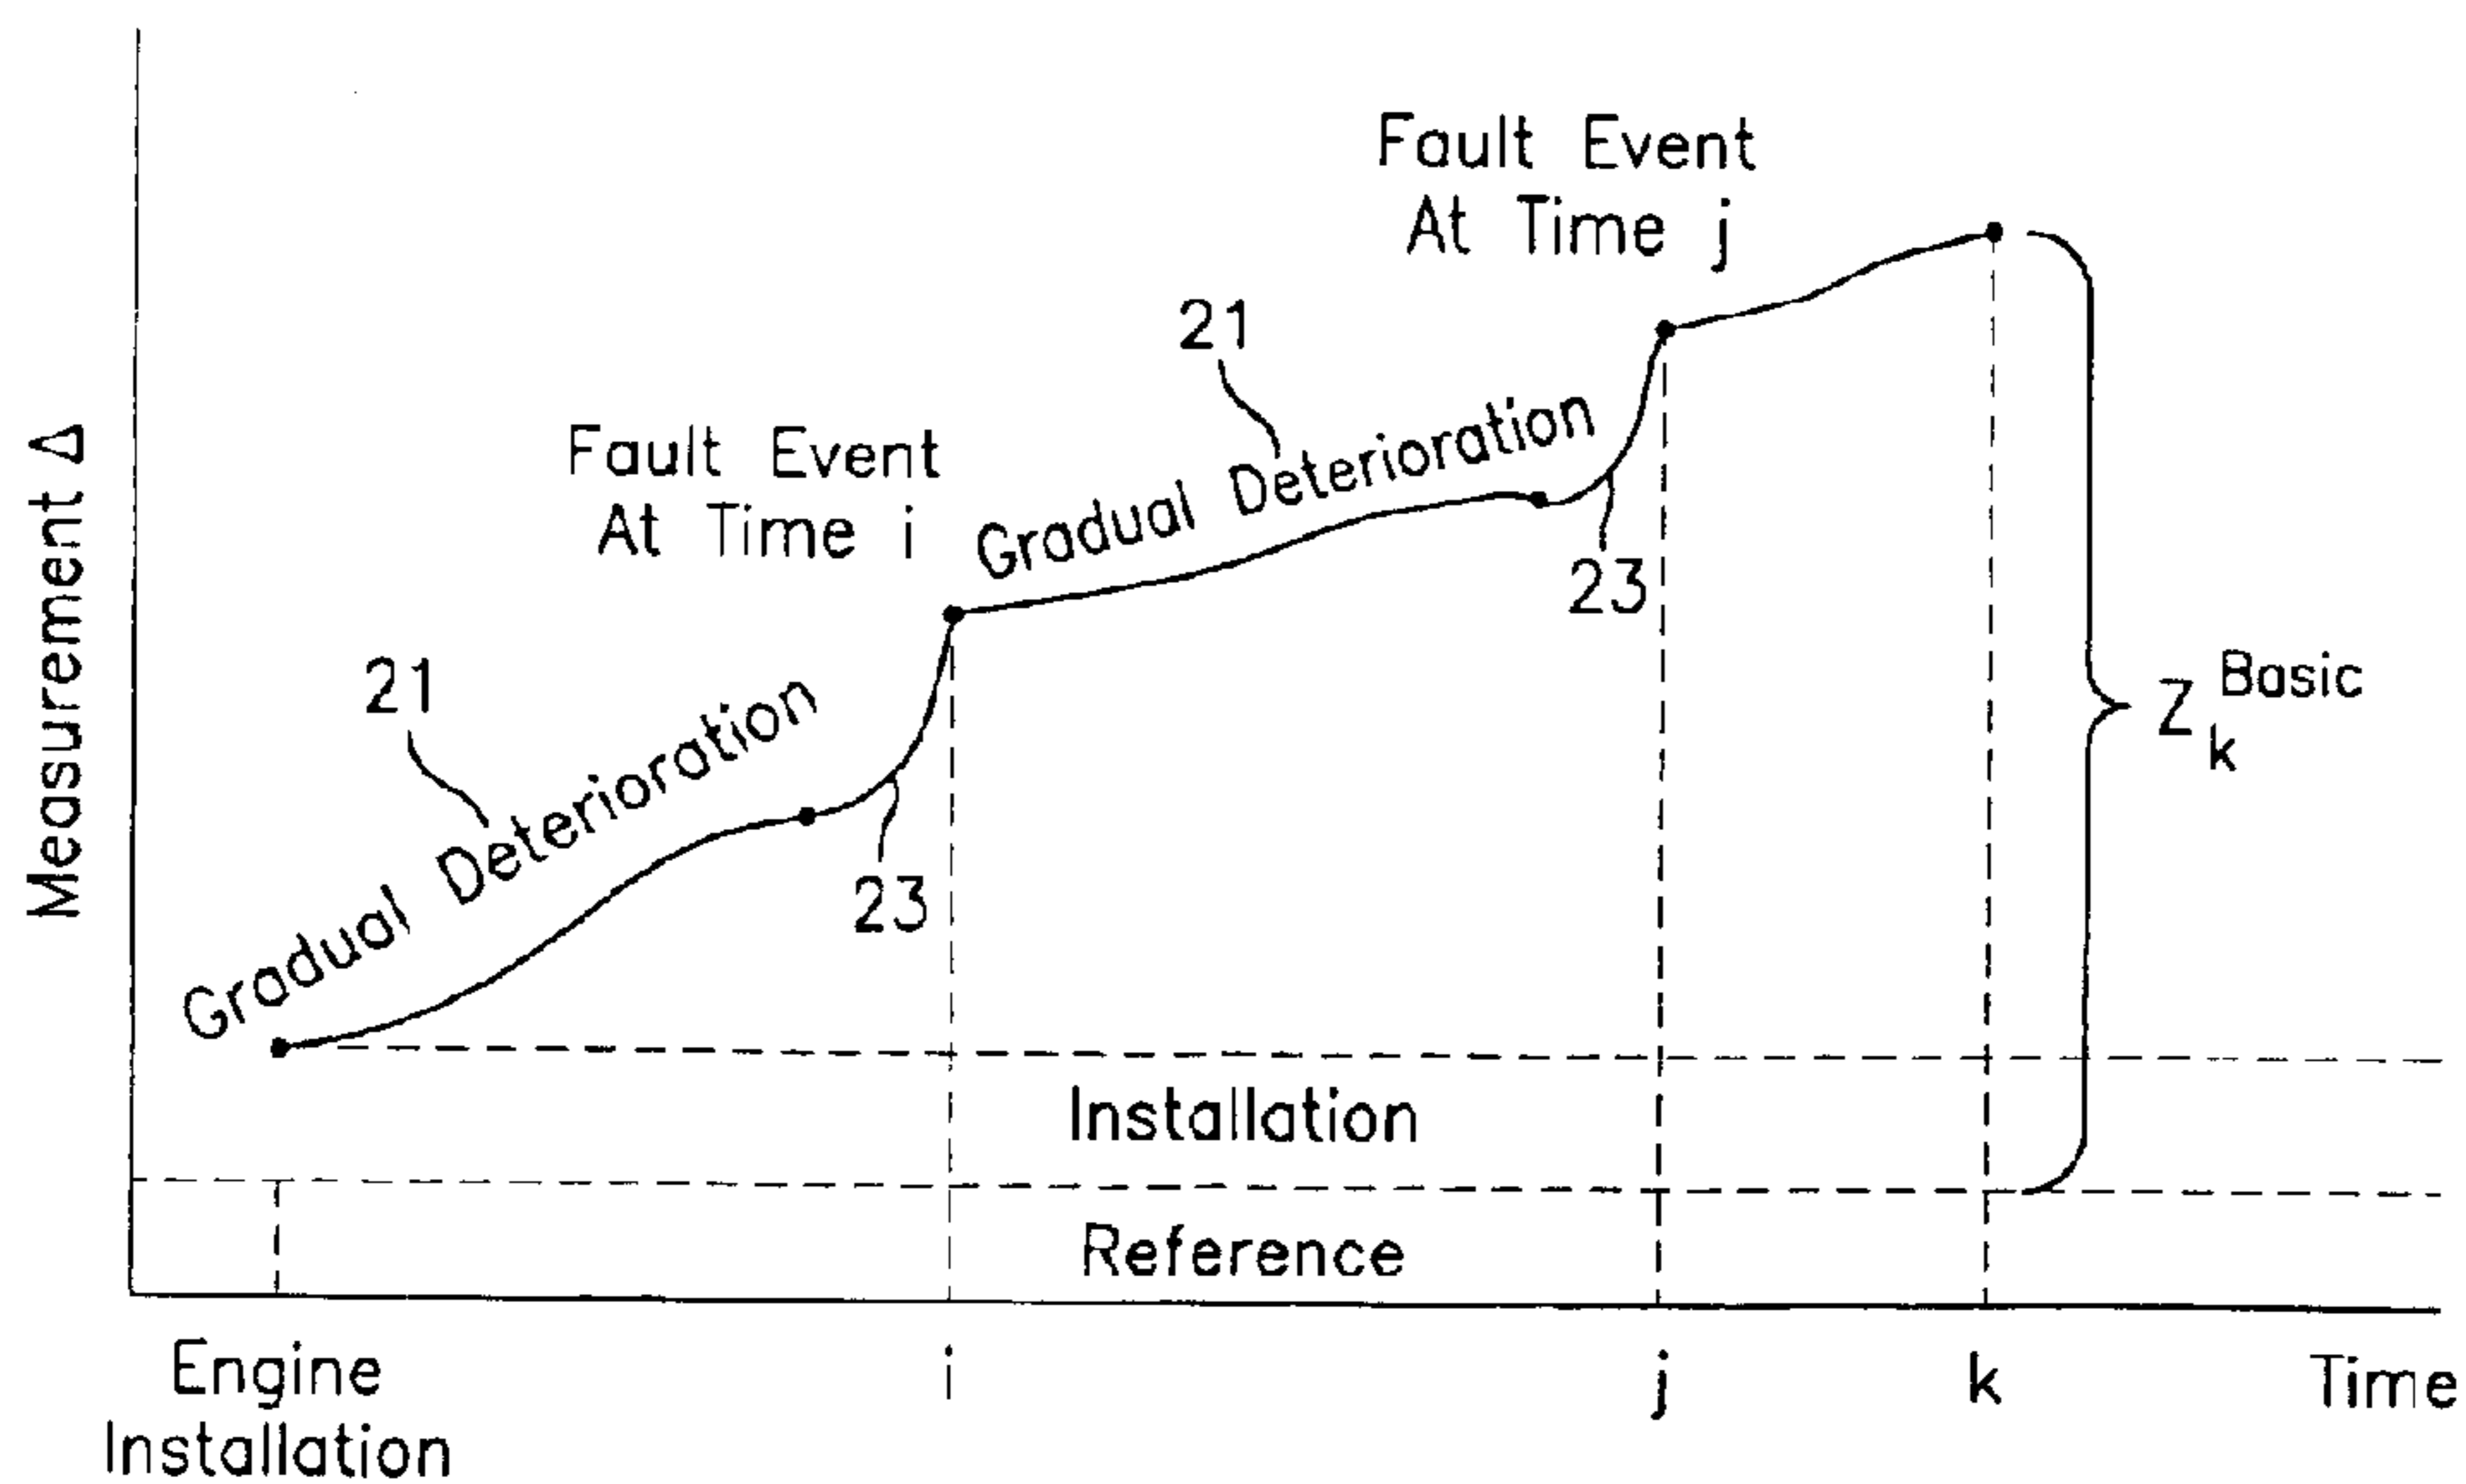 Fault Event
At Time j
21
Gradual Deterioration
23
Fault Event
At Time i
21
Gradual Deterioration
23
Measurement Δ
Z k Basic
Installation
Reference
Engine
Installation
i
j
k
Time